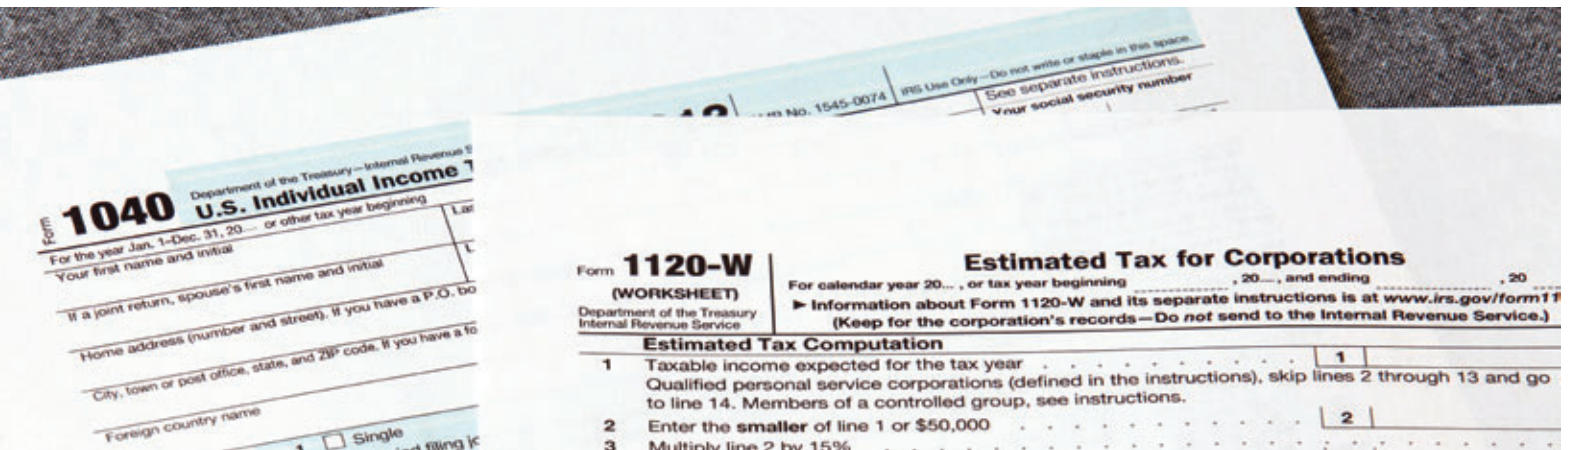 Form 1040
Department of the Treasury—Internal Revenue
U.S. Individual Income
For the year Jan. 1–Dec. 31, 20.... or other tax year beginning
Your first name and initial
If a joint return, spouse's first name and initial
Home address (number and street). If you have a P.O.
City, town or post office, state, and ZIP code. If you have a
Foreign country name
1 Single
No. 1545-0074
IRS Use Only—Do not write or staple in this space.
See separate instructions.
Your social security number
Form 1120-W
(WORKSHEET)
Department of the Treasury
Internal Revenue Service
Estimated Tax for Corporations
For calendar year 20...., or tax year beginning , 20...., and ending , 20
► Information about Form 1120-W and its separate instructions is at www.irs.gov/form11
(Keep for the corporation's records—Do not send to the Internal Revenue Service.)
Estimated Tax Computation
1 Taxable income expected for the tax year . . . . . . . . . . 1
Qualified personal service corporations (defined in the instructions), skip lines 2 through 13 and go
to line 14. Members of a controlled group, see instructions.
2 Enter the smaller of line 1 or $50,000 . . . . . . . . . . 2
3 Multiply line 2 by 15%